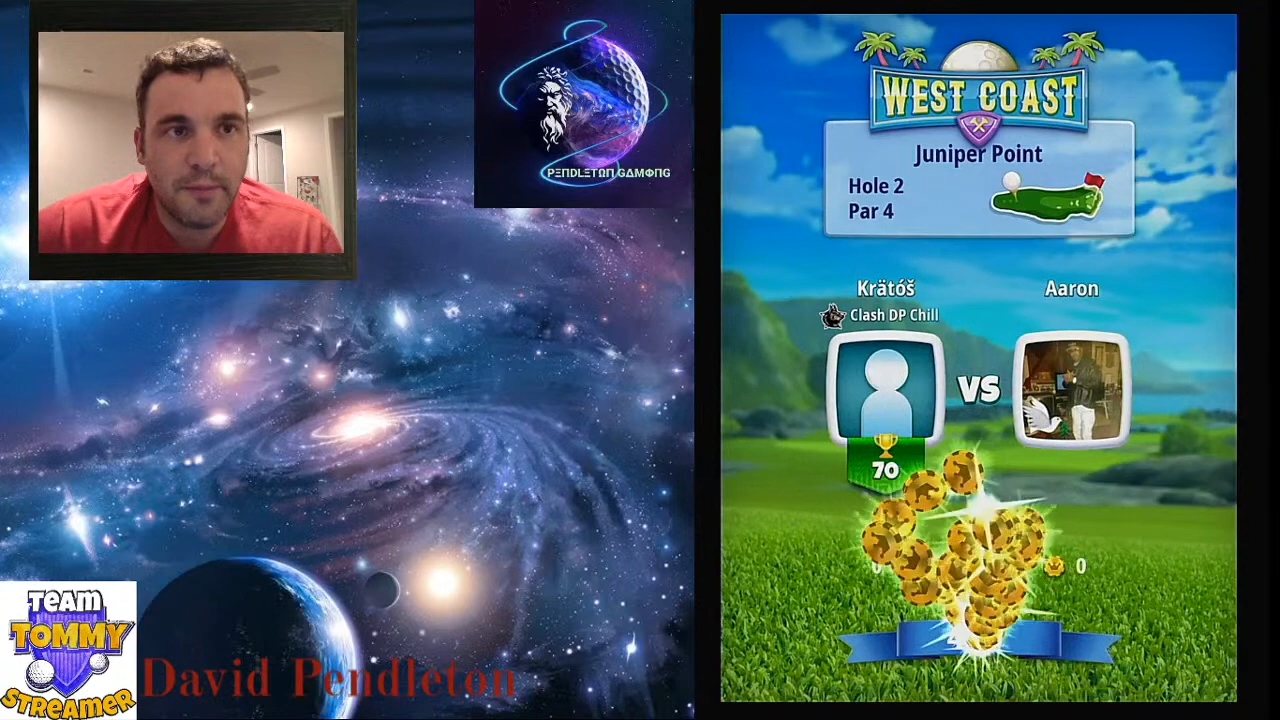 PENDLETON GAMING
WEST COAST
Juniper Point
Hole 2
Par 4
Krätóš
Aaron
Clash DP Chill
VS
70
0
TEAM
TOMMY
STREAMER
David Pendleton